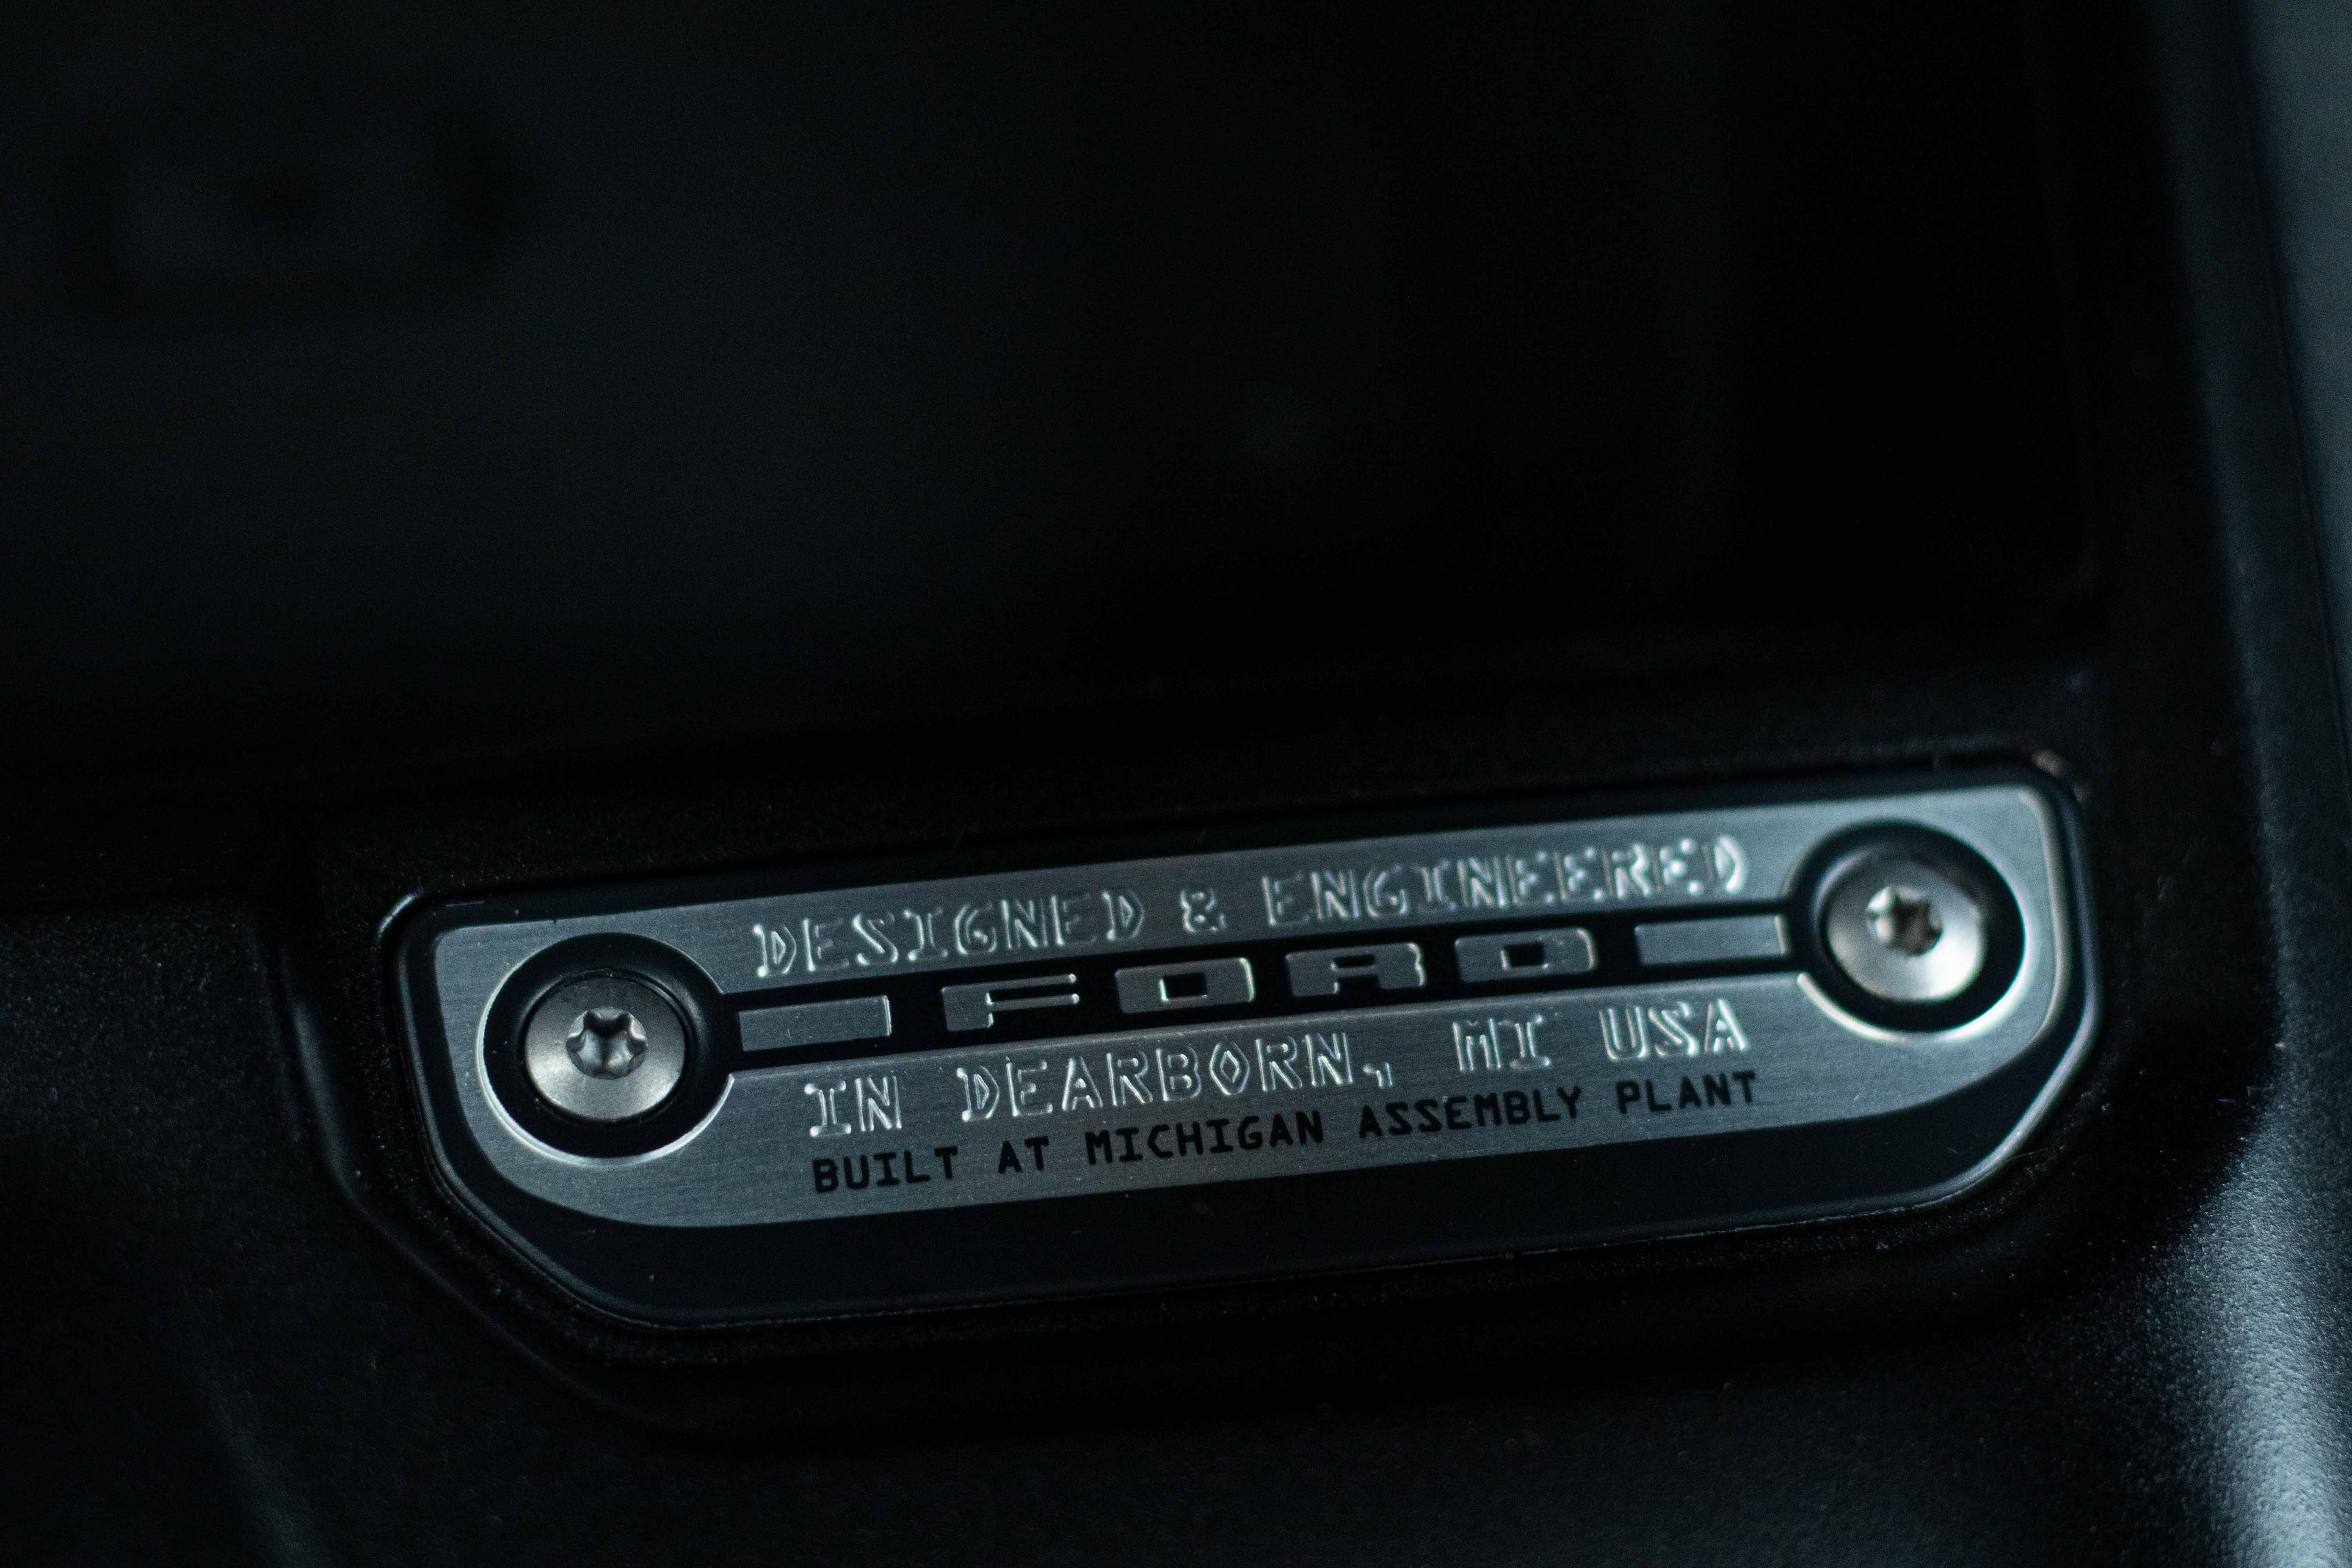 DESIGNED & ENGINEERED
FORD
IN DEARBORN, MI USA
BUILT AT MICHIGAN ASSEMBLY PLANT